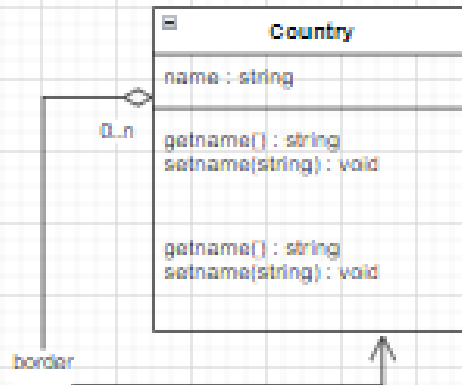 Country
name : string
0..n
getname() : string
setname(string) : void
getname() : string
setname(string) : void
border